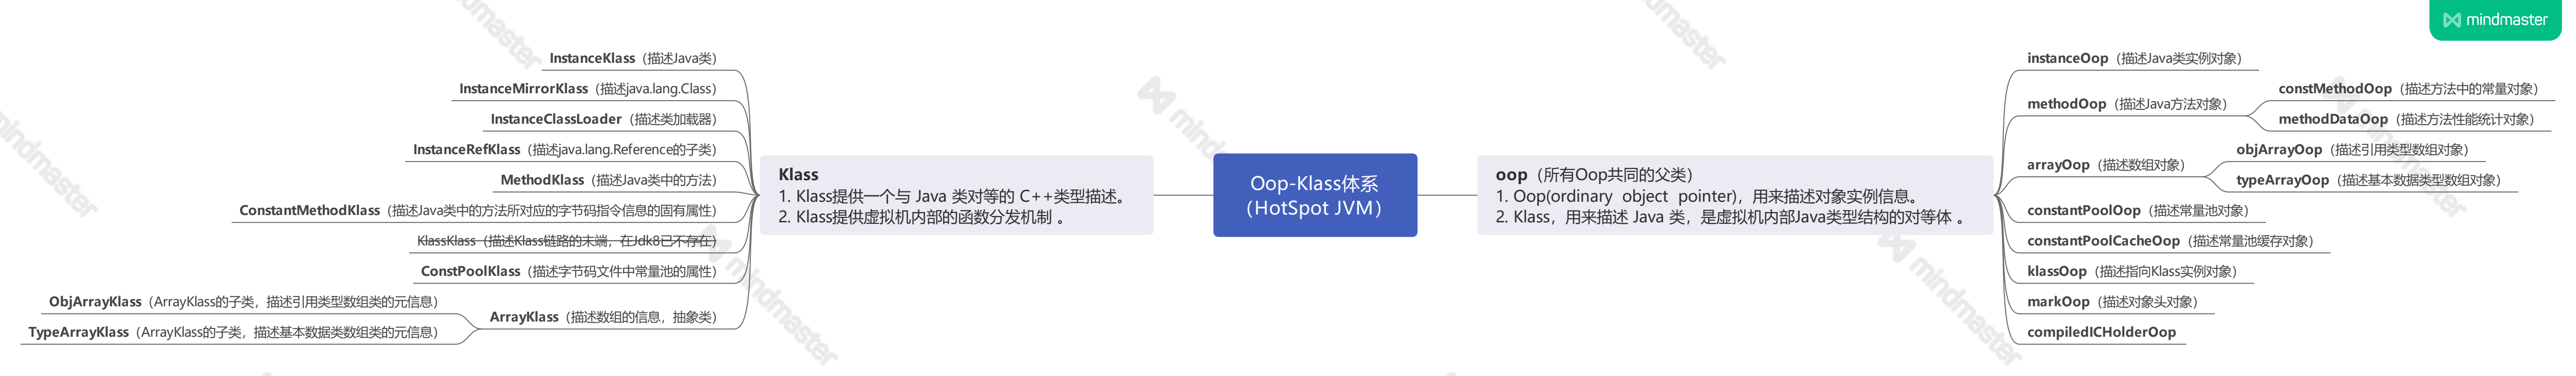 mindmaster
InstanceKlass（描述Java类）
InstanceMirrorKlass（描述java.lang.Class）
InstanceClassLoader（描述类加载器）
InstanceRefKlass（描述java.lang.Reference的子类）
MethodKlass（描述Java类中的方法）
ConstantMethodKlass（描述Java类中的方法所对应的字节码指令信息的固有属性）
KlassKlass（描述Klass链路的末端，在Jdk8已不存在）
ConstPoolKlass（描述字节码文件中常量池的属性）
ObjArrayKlass（ArrayKlass的子类，描述引用类型数组类的元信息）
TypeArrayKlass（ArrayKlass的子类，描述基本数据类数组类的元信息）
ArrayKlass（描述数组的信息，抽象类）
Klass
1. Klass提供一个与 Java 类对等的 C++类型描述。
2. Klass提供虚拟机内部的函数分发机制 。
Oop-Klass体系
（HotSpot JVM）
oop（所有Oop共同的父类）
1. Oop(ordinary object pointer)，用来描述对象实例信息。
2. Klass，用来描述 Java 类，是虚拟机内部Java类型结构的对等体 。
instanceOop（描述Java类实例对象）
methodOop（描述Java方法对象）
constMethodOop（描述方法中的常量对象）
methodDataOop（描述方法性能统计对象）
arrayOop（描述数组对象）
objArrayOop（描述引用类型数组对象）
typeArrayOop（描述基本数据类型数组对象）
constantPoolOop（描述常量池对象）
constantPoolCacheOop（描述常量池缓存对象）
klassOop（描述指向Klass实例对象）
markOop（描述对象头对象）
compiledICHolderOop
mindmaster
mindmaster
mindmaster
mindmaster
mindmaster
mindmaster
mindmaster
mindmaster